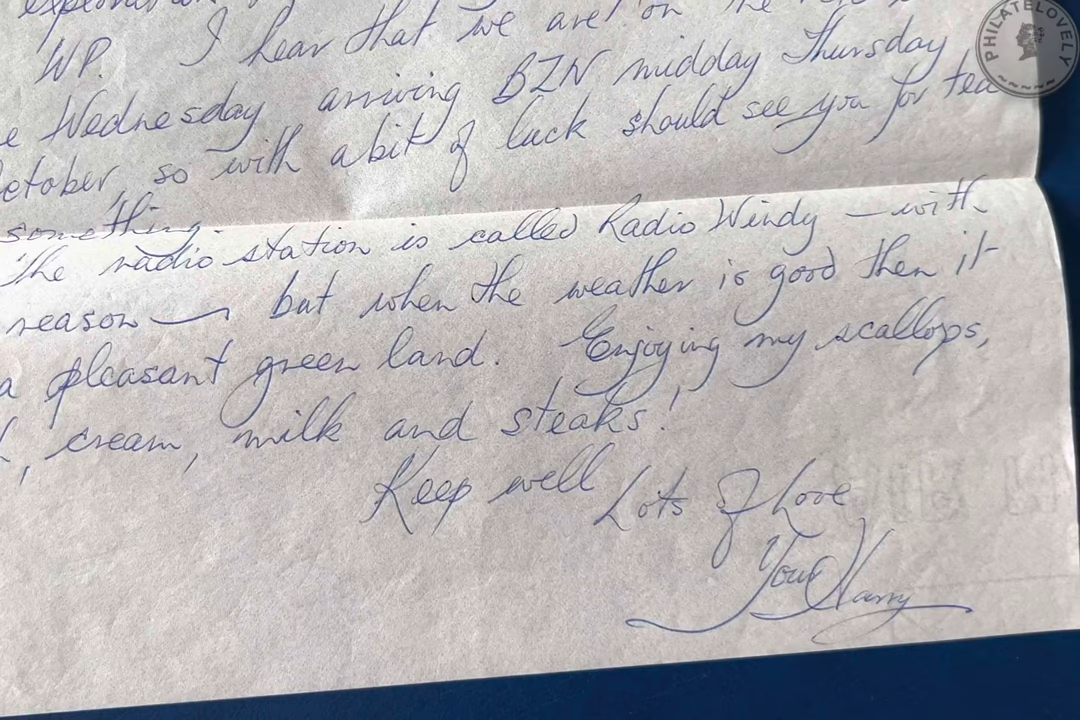 WP. I hear that we are on the
Wednesday arriving BZN midday Thursday
October, so with a bit of luck should see you for tea
something.
The radio station is called Radio Windy — with
reason — but when the weather is good then it
a pleasant green land. Enjoying my scallops,
, cream, milk and steaks!
Keep well Lots of Love
Your Harry
PHILATELOVELY